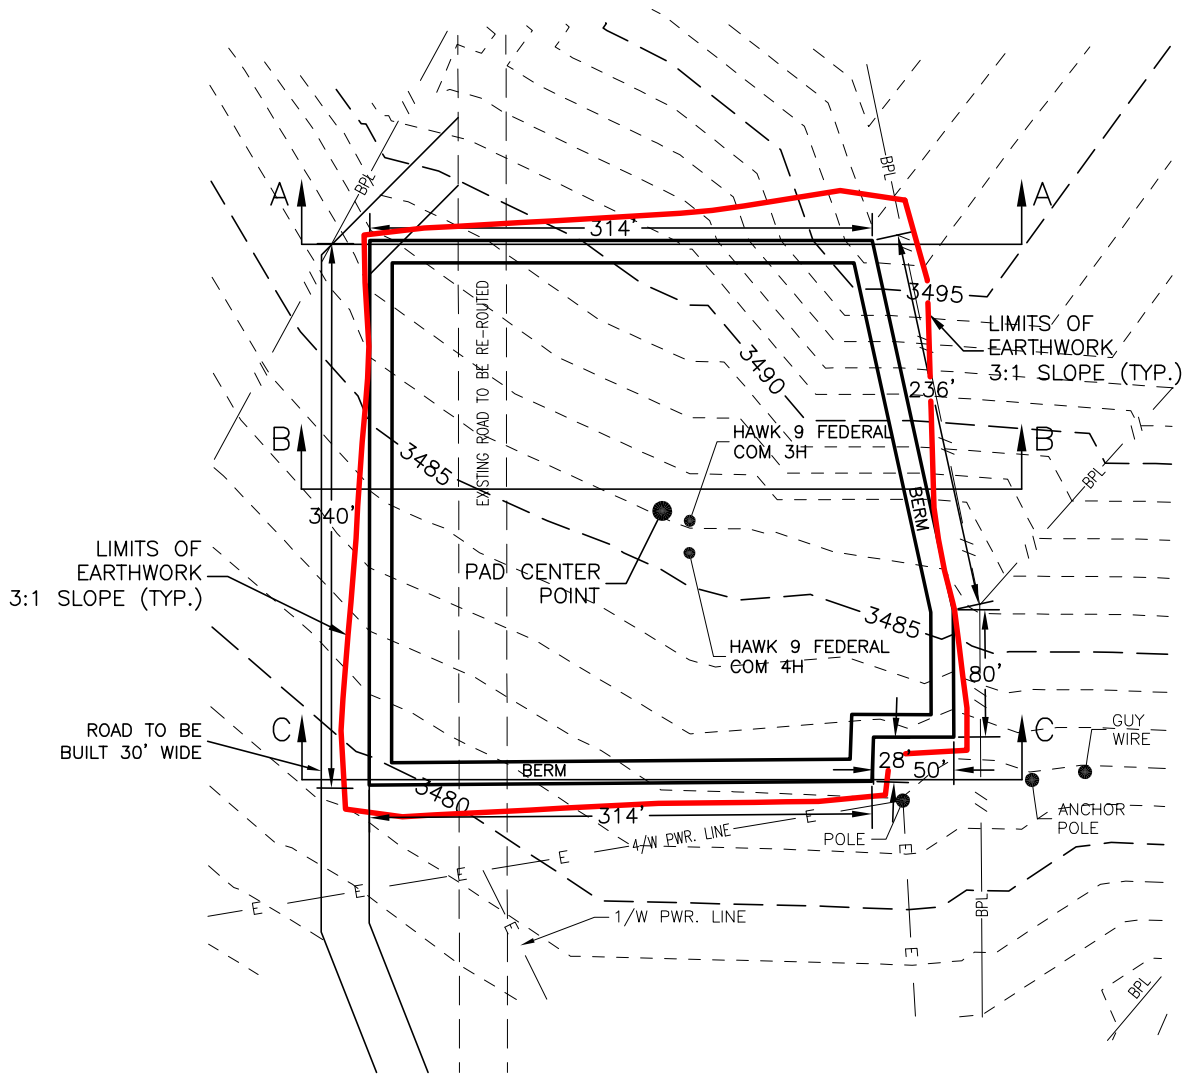 BPL
BPL
A
A
314'
3495
LIMITS OF
EARTHWORK
3:1 SLOPE (TYP.)
EXISTING ROAD TO BE RE-ROUTED
3490
236'
HAWK 9 FEDERAL
COM 3H
B
B
3485
BPL
BERM
340'
LIMITS OF
EARTHWORK
3:1 SLOPE (TYP.)
PAD CENTER
POINT
3485
HAWK 9 FEDERAL
COM 4H
80'
ROAD TO BE
BUILT 30' WIDE
C
C
GUY
WIRE
28'
50'
BERM
3480
314'
E
ANCHOR
POLE
4/W PWR. LINE
POLE
E
E
E
E
E
1/W PWR. LINE
E
BPL
E
BPL